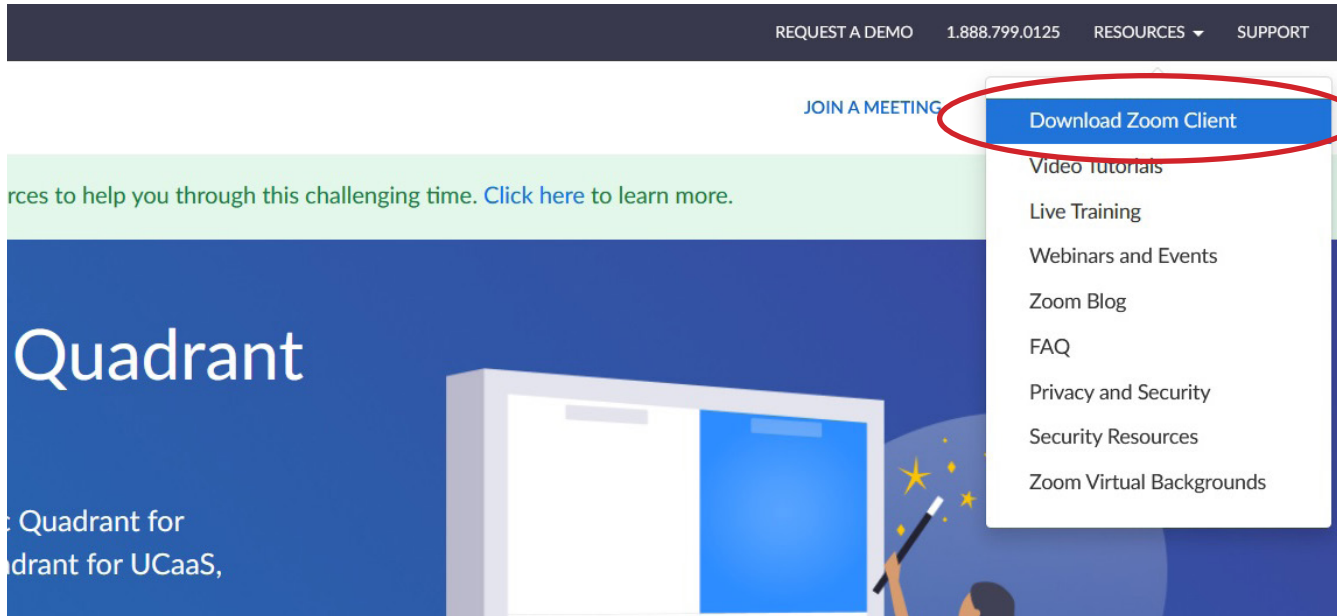 REQUEST A DEMO 1.888.799.0125 RESOURCES SUPPORT
JOIN A MEETING
Download Zoom Client
Video Tutorials
Live Training
Webinars and Events
Zoom Blog
FAQ
Privacy and Security
Security Resources
Zoom Virtual Backgrounds
rces to help you through this challenging time. Click here to learn more.
Quadrant
c Quadrant for
adrant for UCaaS,